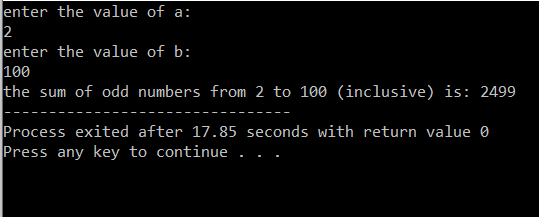 enter the value of a:
2
enter the value of b:
100
the sum of odd numbers from 2 to 100 (inclusive) is: 2499
--------------------------------
Process exited after 17.85 seconds with return value 0
Press any key to continue . . .